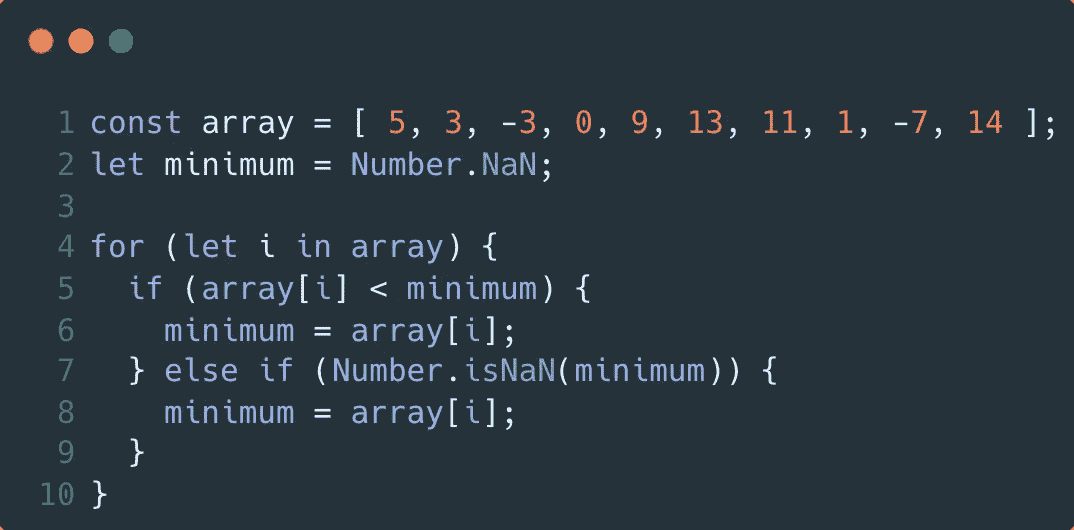 1 const array = [ 5, 3, -3, 0, 9, 13, 11, 1, -7, 14 ];
2 let minimum = Number.NaN;
3
4 for (let i in array) {
5   if (array[i] < minimum) {
6     minimum = array[i];
7   } else if (Number.isNaN(minimum)) {
8     minimum = array[i];
9   }
10 }